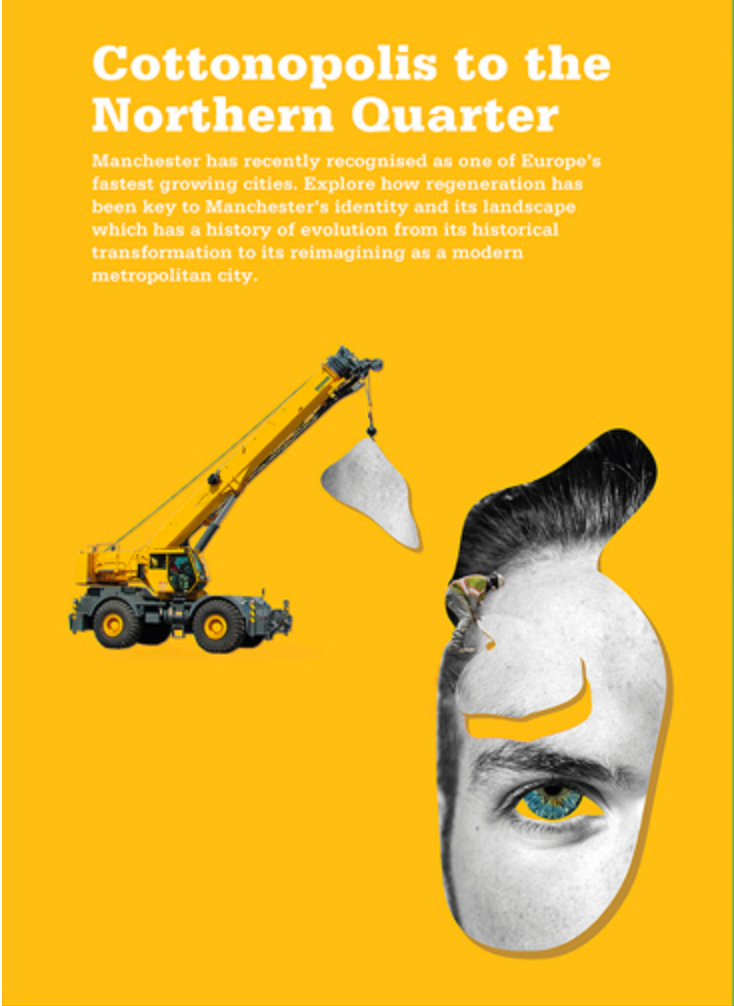 Cottonopolis to the
Northern Quarter
Manchester has recently recognised as one of Europe's
fastest growing cities. Explore how regeneration has
been key to Manchester's identity and its landscape
which has a history of evolution from its historical
transformation to its reimagining as a modern
metropolitan city.